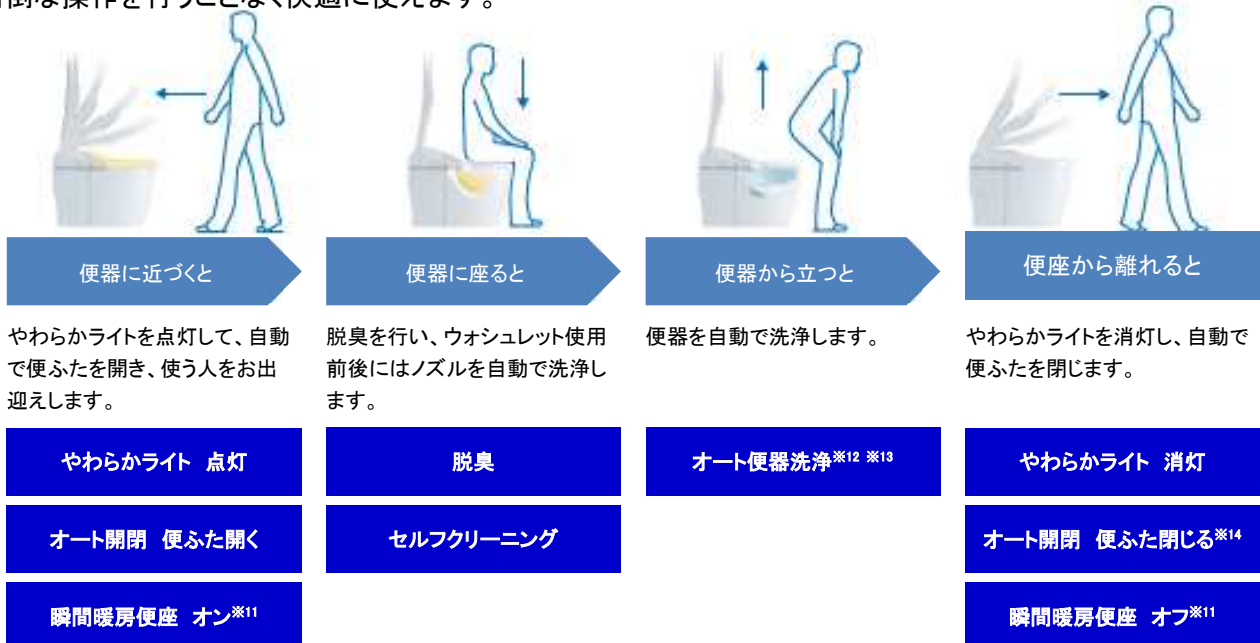 倒な操作を行うことなく快適に使えます。
便器に近づくと
便器に座ると
便器から立つと
便座から離れると
やわらかライトを点灯して、自動
で便ふたを開き、使う人をお出
迎えします。
脱臭を行い、ウォシュレット使用
前後にはノズルを自動で洗浄し
ます。
便器を自動で洗浄します。
やわらかライトを消灯し、自動で
便ふたを閉じます。
やわらかライト 点灯
脱臭
オート便器洗浄※12 ※13
やわらかライト 消灯
オート開閉 便ふた開く
セルフクリーニング
オート開閉 便ふた閉じる※14
瞬間暖房便座 オン※11
瞬間暖房便座 オフ※11